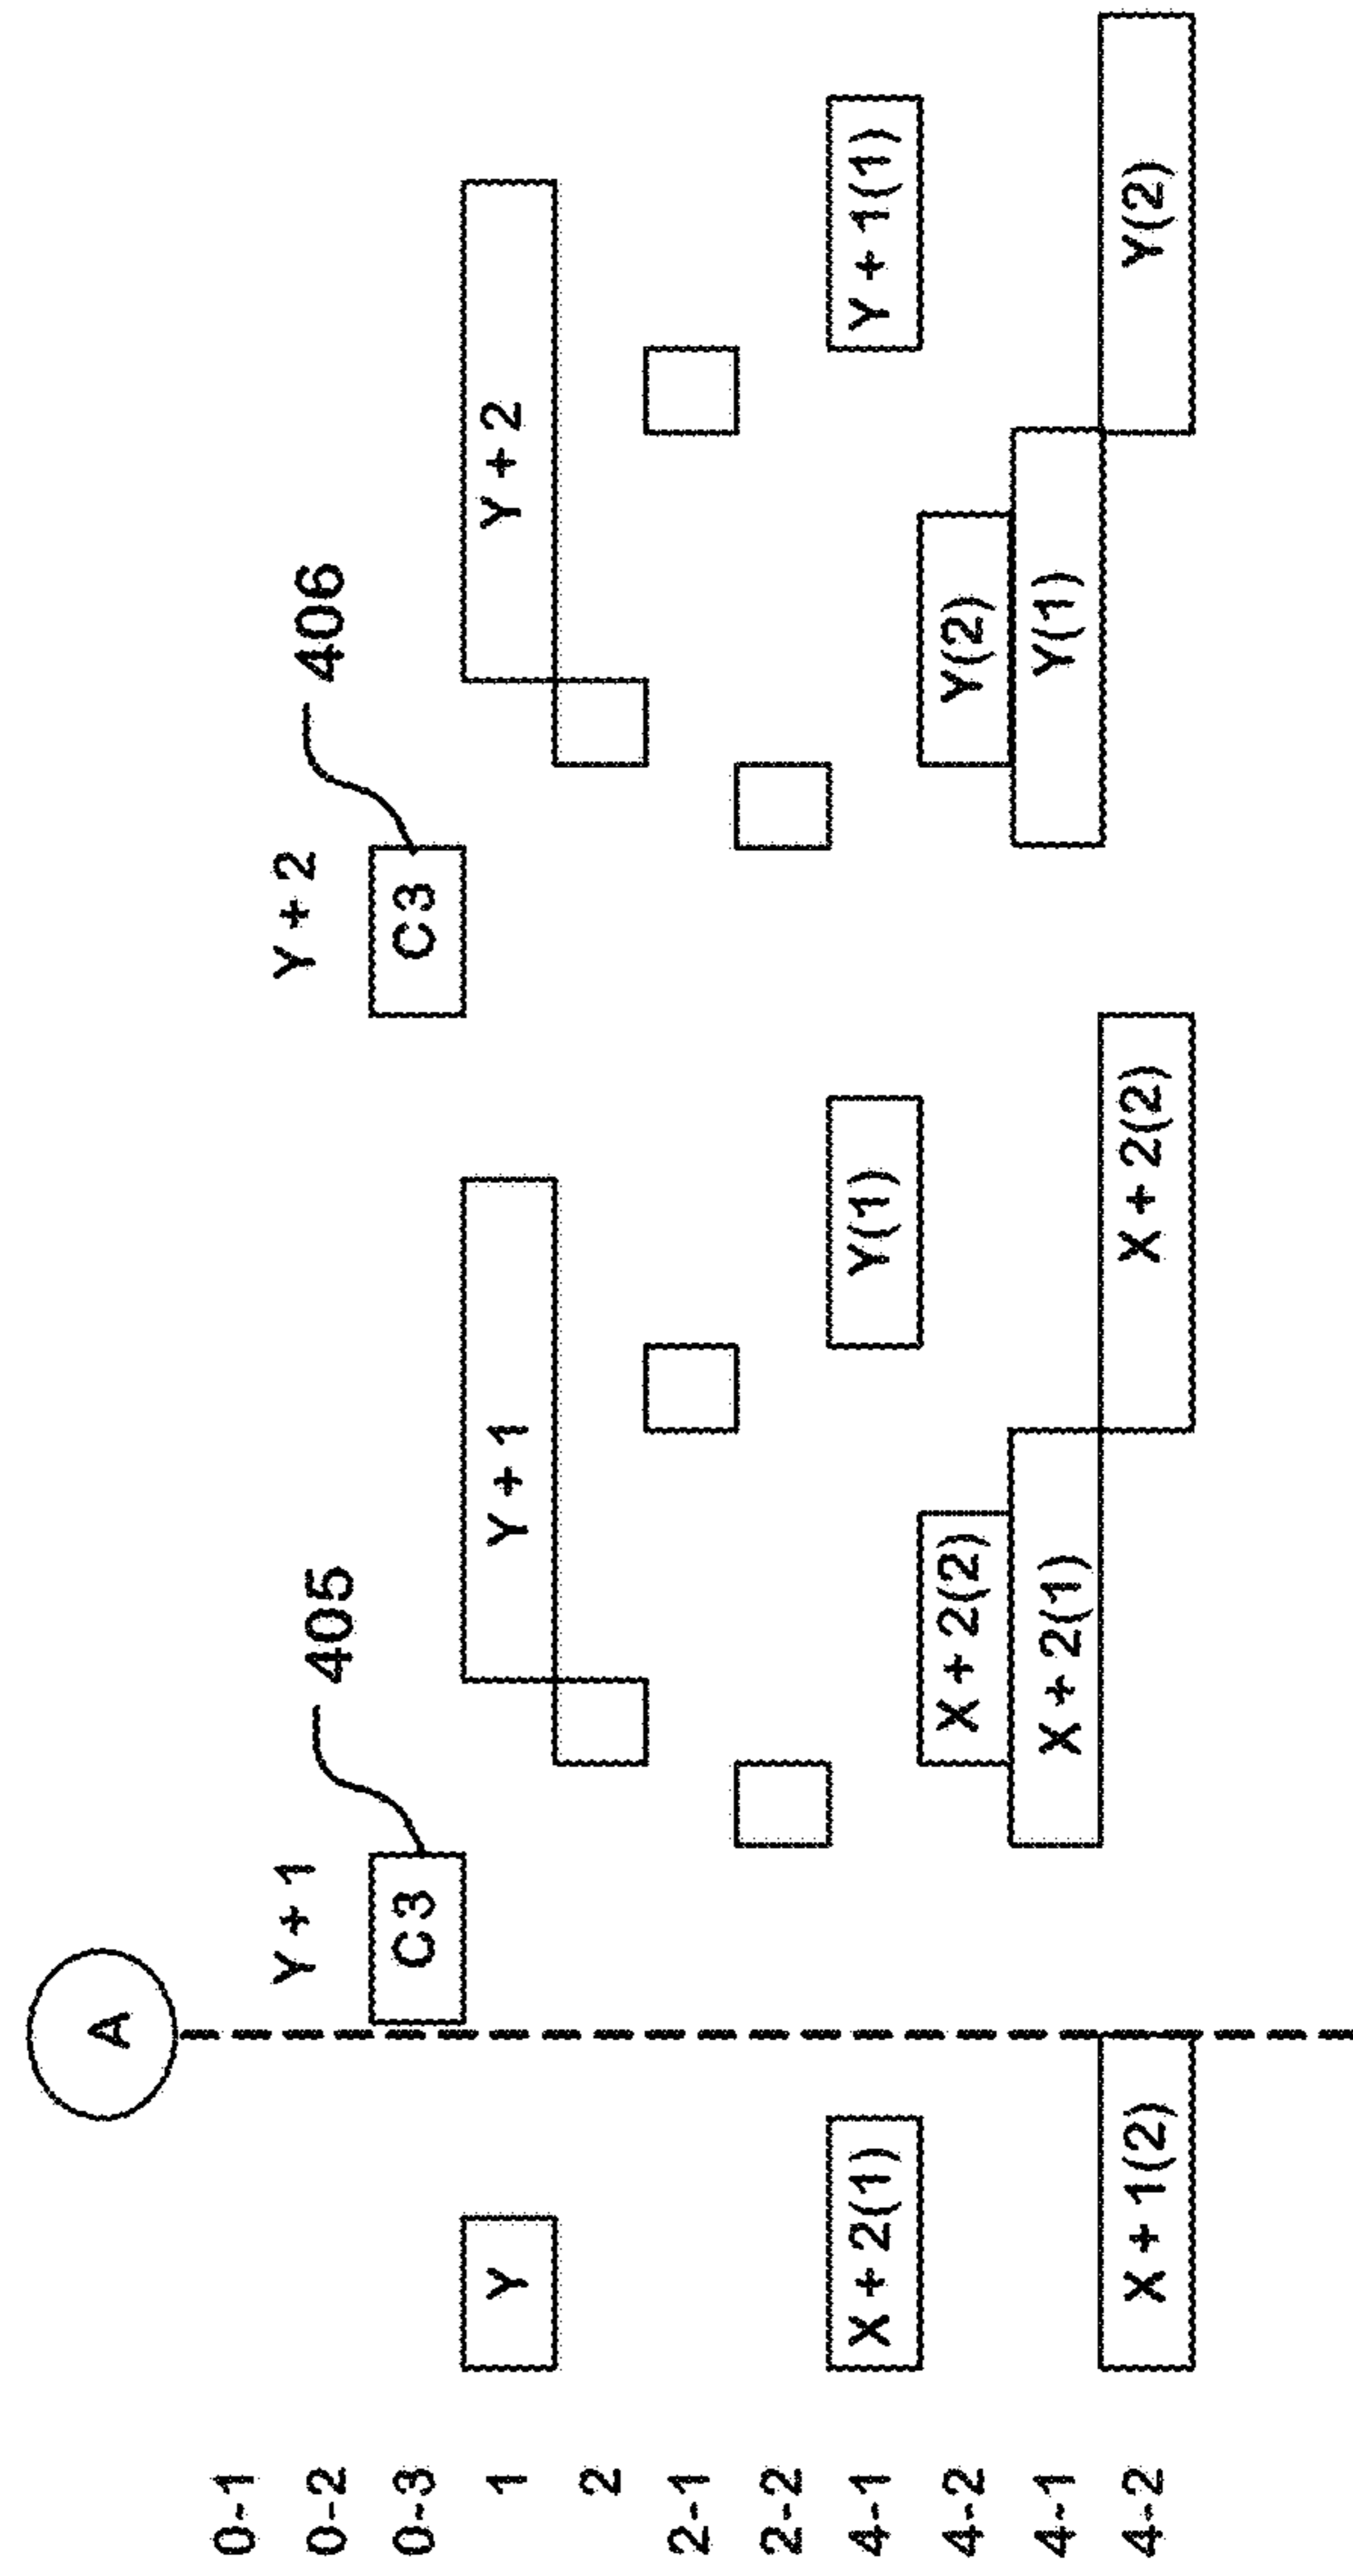 A
0-1
Y + 1
405
Y + 2
406
0-2
0-3
C3
C3
1
Y
Y + 1
Y + 2
2
2-1
2-2
4-1
X + 2(1)
Y(1)
Y + 1(1)
4-2
X + 2(2)
Y(2)
4-1
X + 2(1)
Y(1)
4-2
X + 1(2)
X + 2(2)
Y(2)